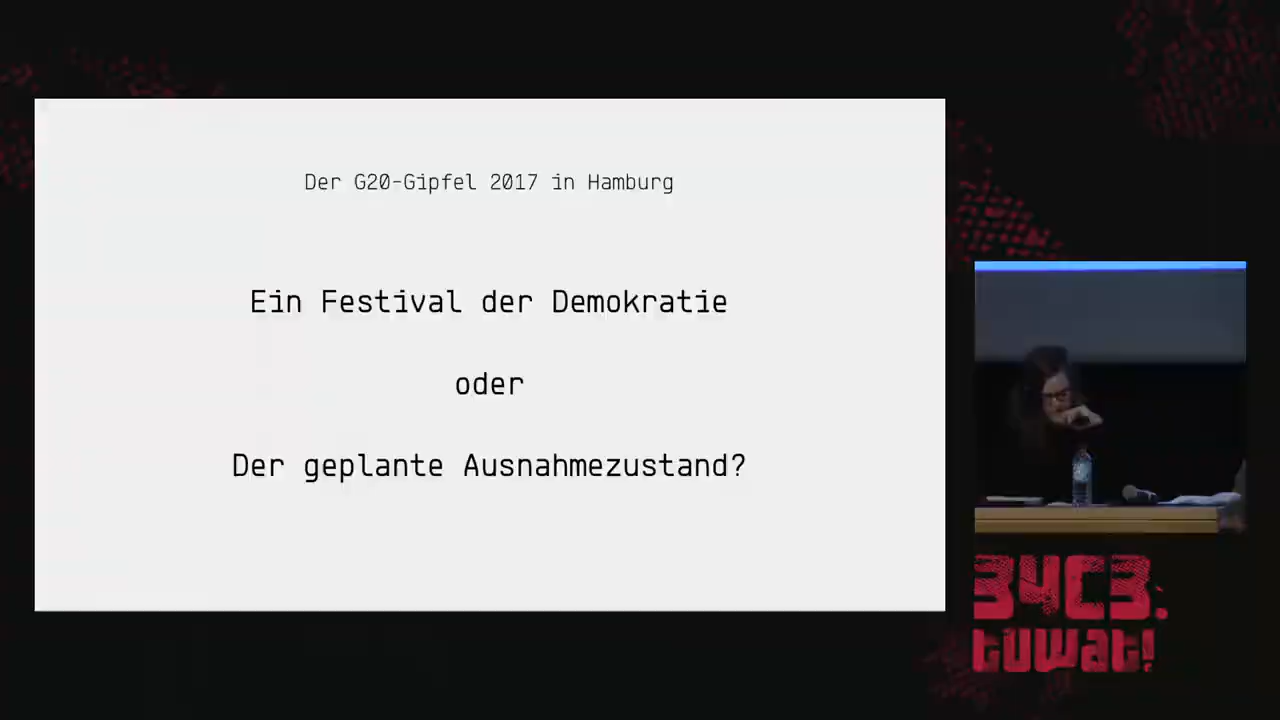 Der G20-Gipfel 2017 in Hamburg
Ein Festival der Demokratie
oder
Der geplante Ausnahmezustand?
34C3:
tuwat!